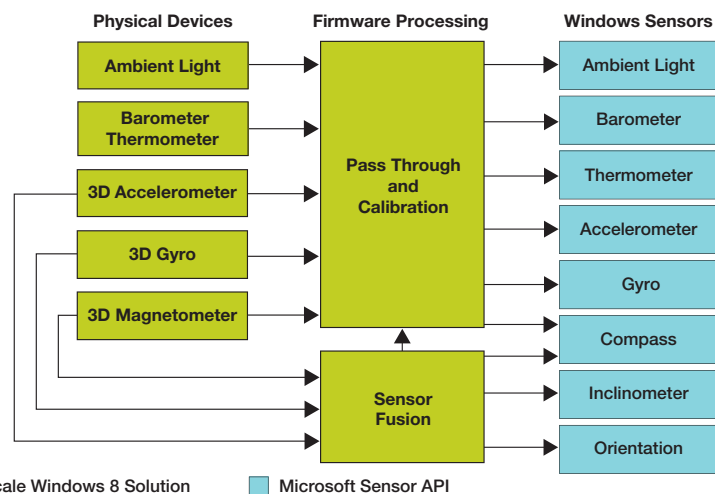 Physical Devices
Firmware Processing
Windows Sensors
Ambient Light
Barometer
Thermometer
3D Accelerometer
3D Gyro
3D Magnetometer
Pass Through
and
Calibration
Sensor
Fusion
Ambient Light
Barometer
Thermometer
Accelerometer
Gyro
Compass
Inclinometer
Orientation
cale Windows 8 Solution
Microsoft Sensor API